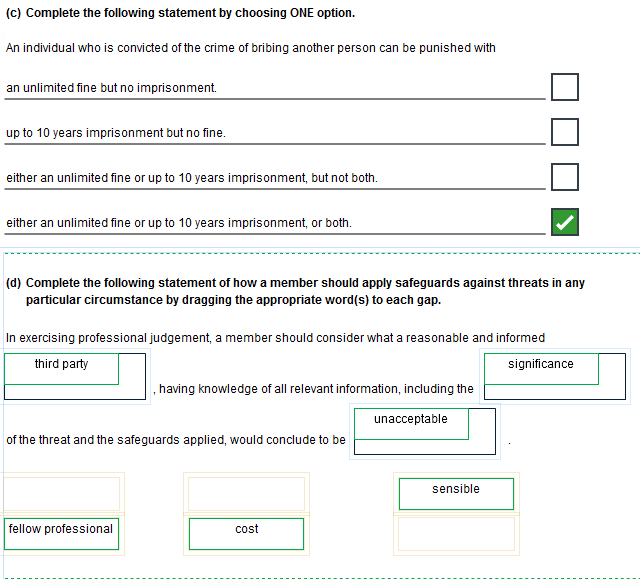 (c) Complete the following statement by choosing ONE option.
An individual who is convicted of the crime of bribing another person can be punished with
an unlimited fine but no imprisonment.
up to 10 years imprisonment but no fine.
either an unlimited fine or up to 10 years imprisonment, but not both.
either an unlimited fine or up to 10 years imprisonment, or both.
(d) Complete the following statement of how a member should apply safeguards against threats in any
particular circumstance by dragging the appropriate word(s) to each gap.
In exercising professional judgement, a member should consider what a reasonable and informed
third party , having knowledge of all relevant information, including the significance
of the threat and the safeguards applied, would conclude to be unacceptable .
sensible
fellow professional cost